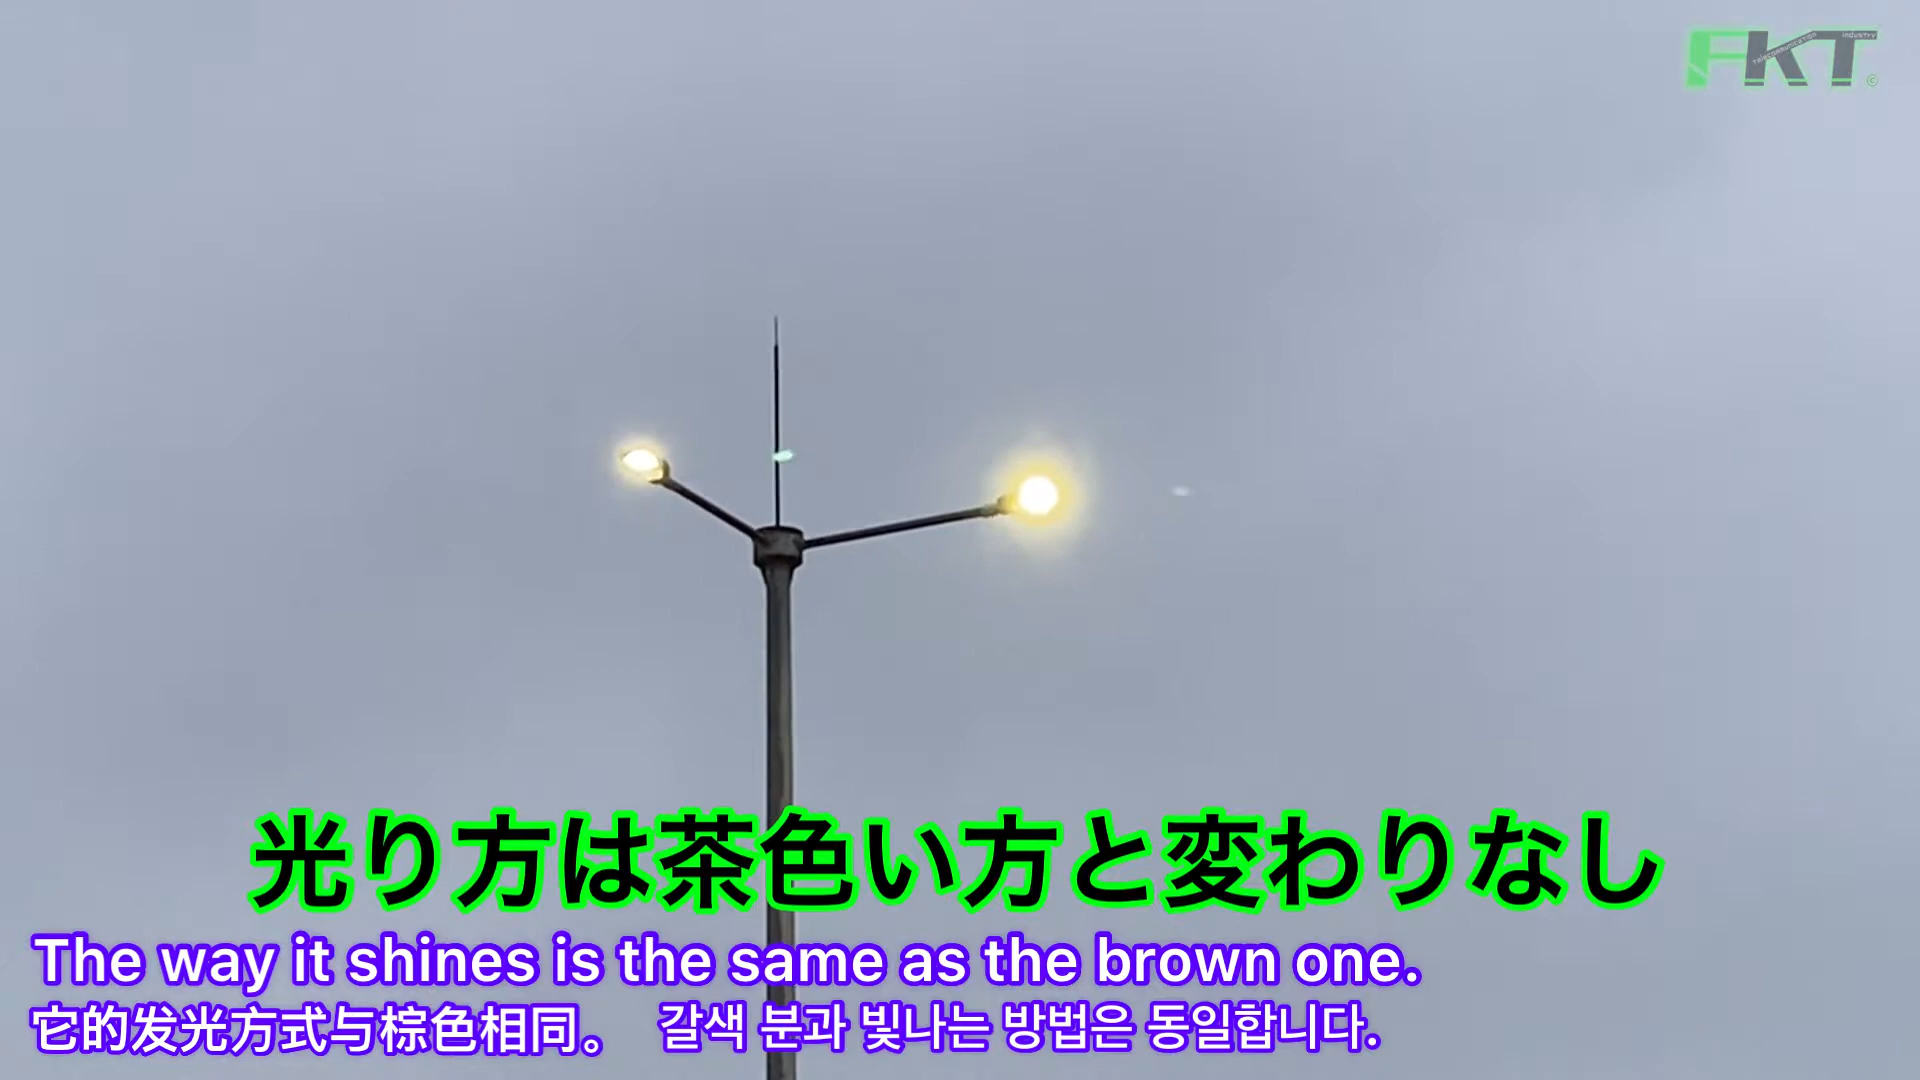 FKT
Telecommunication
Industry
©
光り方は茶色い方と変わりなし
The way it shines is the same as the brown one.
它的发光方式与棕色相同。 갈색 분과 빛나는 방법은 동일합니다.